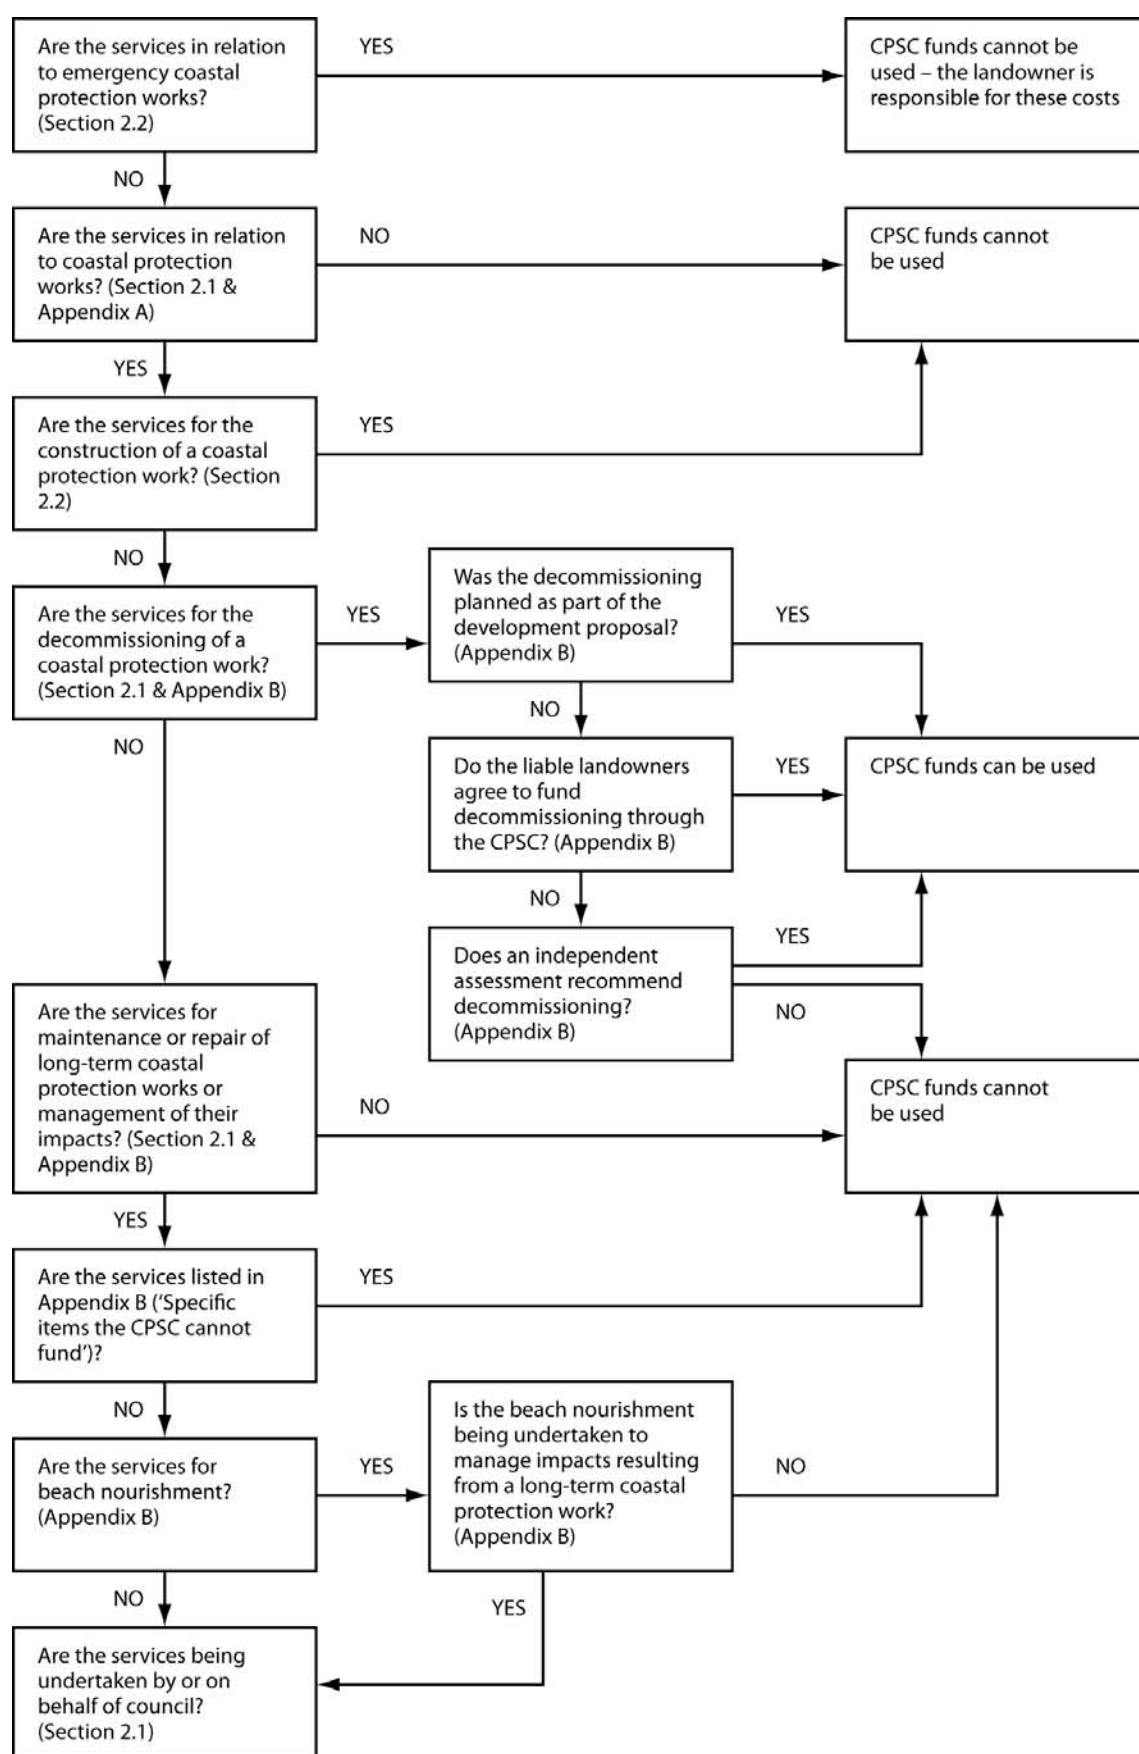 Are the services in relation
to emergency coastal
protection works?
(Section 2.2)
YES
CPSC funds cannot be
used – the landowner is
responsible for these costs
NO
Are the services in relation
to coastal protection
works? (Section 2.1 &
Appendix A)
NO
CPSC funds cannot
be used
YES
Are the services for the
construction of a coastal
protection work? (Section
2.2)
YES
NO
Are the services for the
decommissioning of a
coastal protection work?
(Section 2.1 & Appendix B)
YES
Was the decommissioning
planned as part of the
development proposal?
(Appendix B)
YES
NO
NO
Do the liable landowners
agree to fund
decommissioning through
the CPSC? (Appendix B)
YES
CPSC funds can be used
NO
Does an independent
assessment recommend
decommissioning?
(Appendix B)
YES
NO
Are the services for
maintenance or repair of
long-term coastal
protection works or
management of their
impacts? (Section 2.1 &
Appendix B)
NO
CPSC funds cannot
be used
YES
Are the services listed in
Appendix B (‘Specific
items the CPSC cannot
fund’)?
YES
NO
Are the services for
beach nourishment?
(Appendix B)
YES
Is the beach nourishment
being undertaken to
manage impacts resulting
from a long-term coastal
protection work?
(Appendix B)
NO
NO
YES
Are the services being
undertaken by or on
behalf of council?
(Section 2.1)